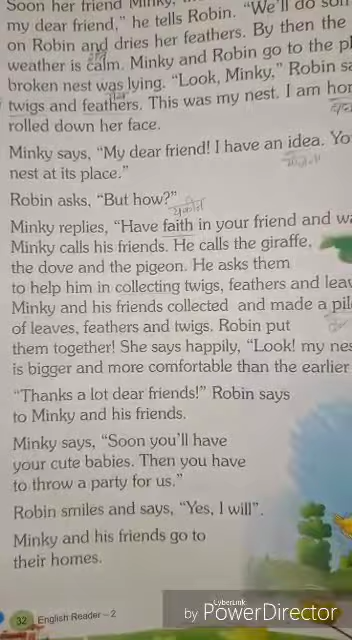 Soon her friend Minky,
my dear friend," he tells Robin. "We'll do som
on Robin and dries her feathers. By then the
weather is calm. Minky and Robin go to the pl
broken nest was lying. "Look, Minky," Robin sa
twigs and feathers. This was my nest. I am hor
rolled down her face.
Minky says, "My dear friend! I have an idea. Yo
nest at its place."
Robin asks, "But how?"
यकीन
Minky replies, "Have faith in your friend and wa
Minky calls his friends. He calls the giraffe,
the dove and the pigeon. He asks them
to help him in collecting twigs, feathers and leav
Minky and his friends collected and made a pil
of leaves, feathers and twigs. Robin put
them together! She says happily, "Look! my nes
is bigger and more comfortable than the earlier
"Thanks a lot dear friends!" Robin says
to Minky and his friends.
Minky says, "Soon you'll have
your cute babies. Then you have
to throw a party for us."
Robin smiles and says, "Yes, I will".
Minky and his friends go to
their homes.
32 English Reader – 2
by CyberLink PowerDirector